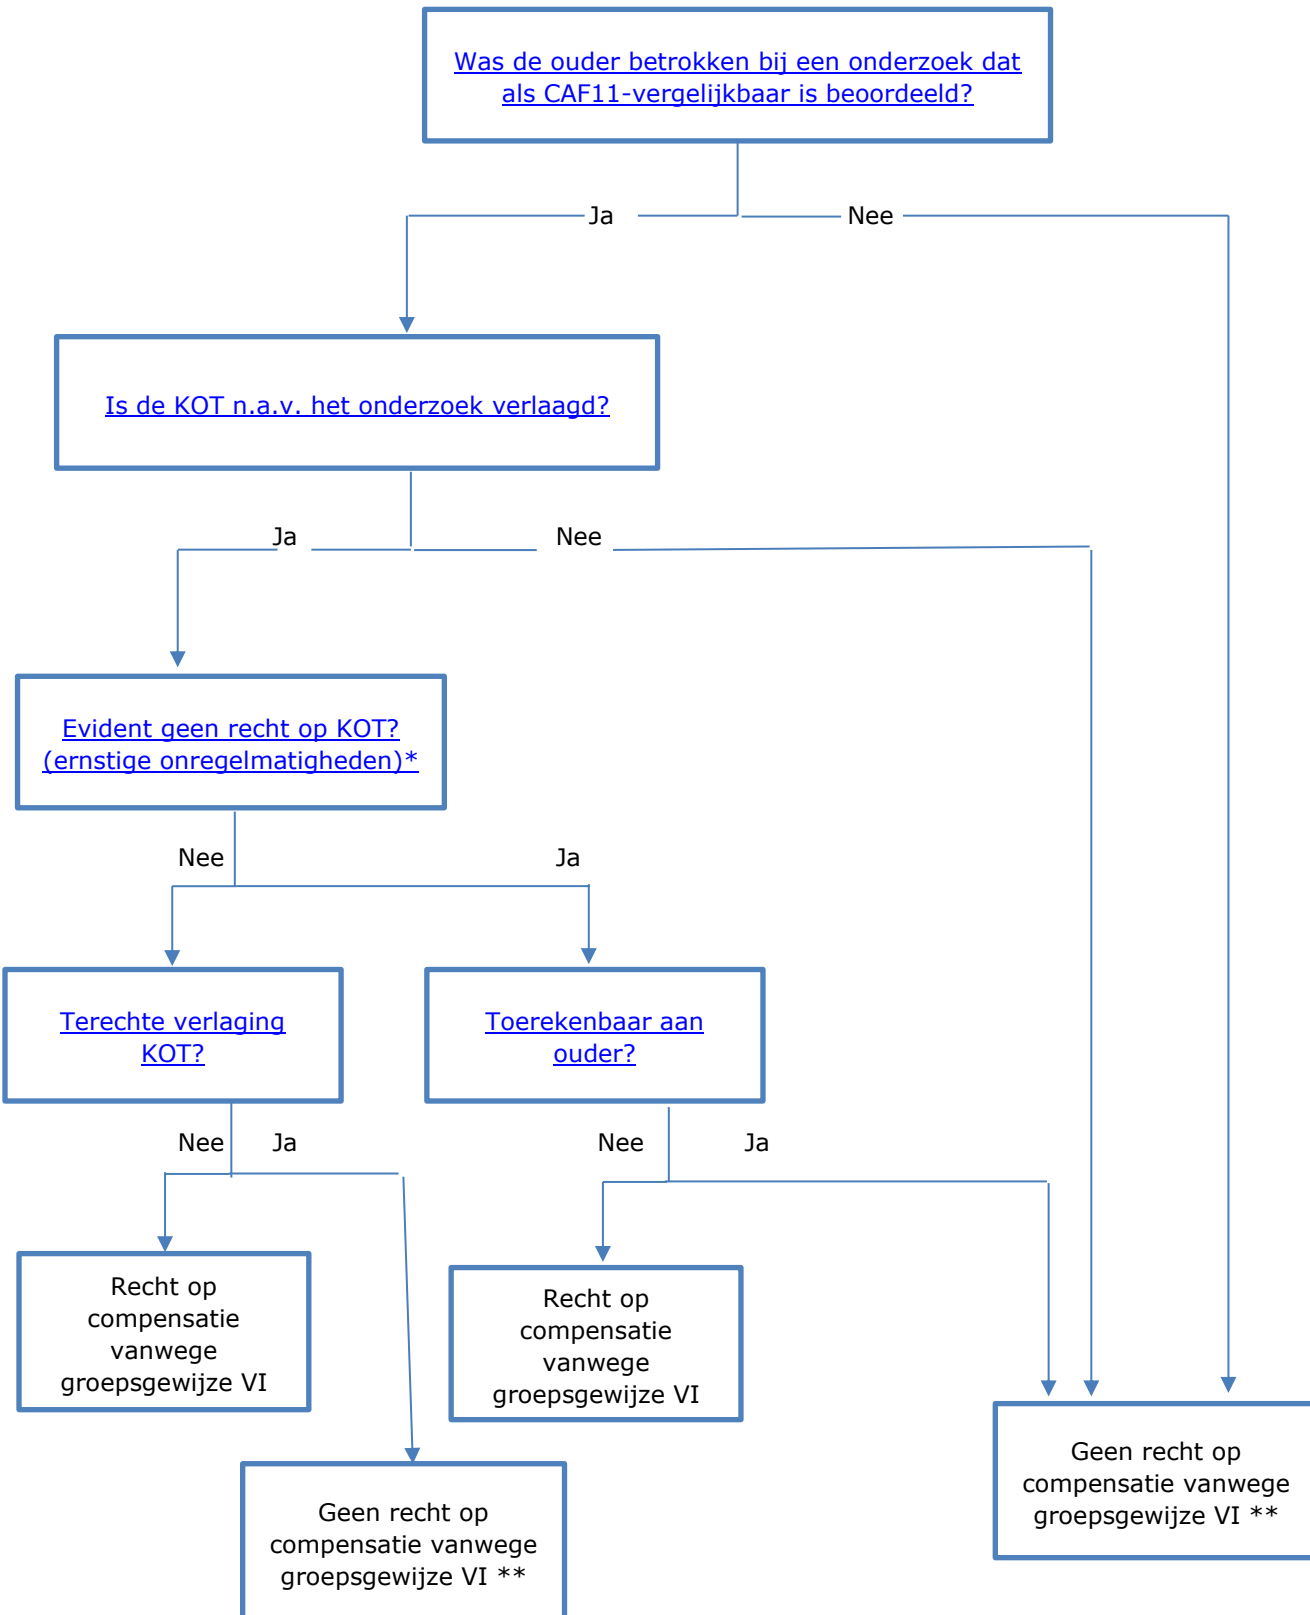 Was de ouder betrokken bij een onderzoek dat
als CAF11-vergelijkbaar is beoordeeld?
Ja
Nee
Is de KOT n.a.v. het onderzoek verlaagd?
Ja
Nee
Evident geen recht op KOT?
(ernstige onregelmatigheden)*
Nee
Ja
Terechte verlaging
KOT?
Toerekenbaar aan
ouder?
Nee
Ja
Nee
Ja
Recht op
compensatie
vanwege
groepsgewijze VI
Recht op
compensatie
vanwege
groepsgewijze VI
Geen recht op
compensatie vanwege
groepsgewijze VI **
Geen recht op
compensatie vanwege
groepsgewijze VI **